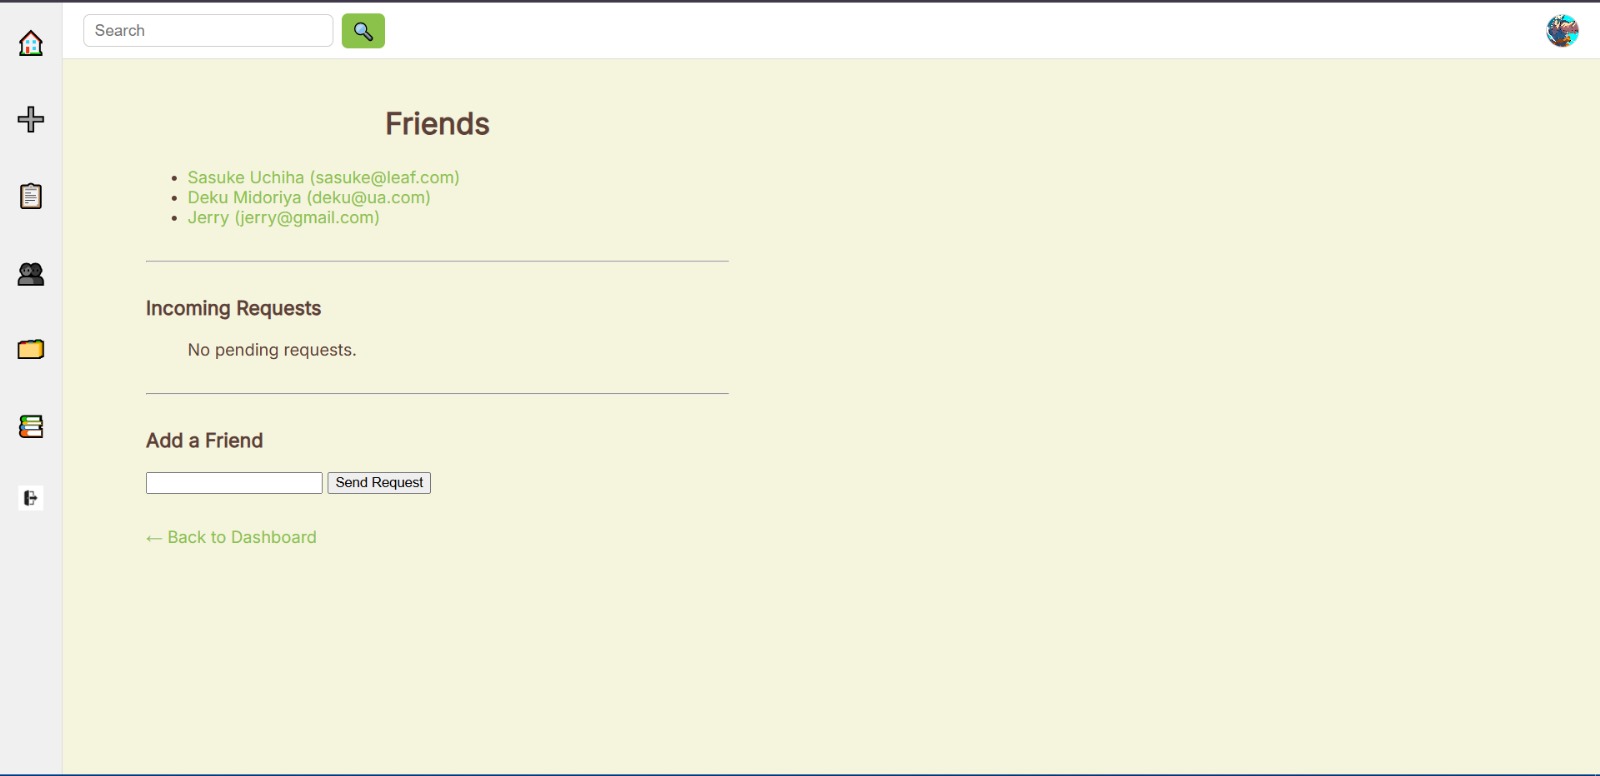 Search
Friends
• Sasuke Uchiha (sasuke@leaf.com)
• Deku Midoriya (deku@ua.com)
• Jerry (jerry@gmail.com)
Incoming Requests
No pending requests.
Add a Friend
Send Request
← Back to Dashboard